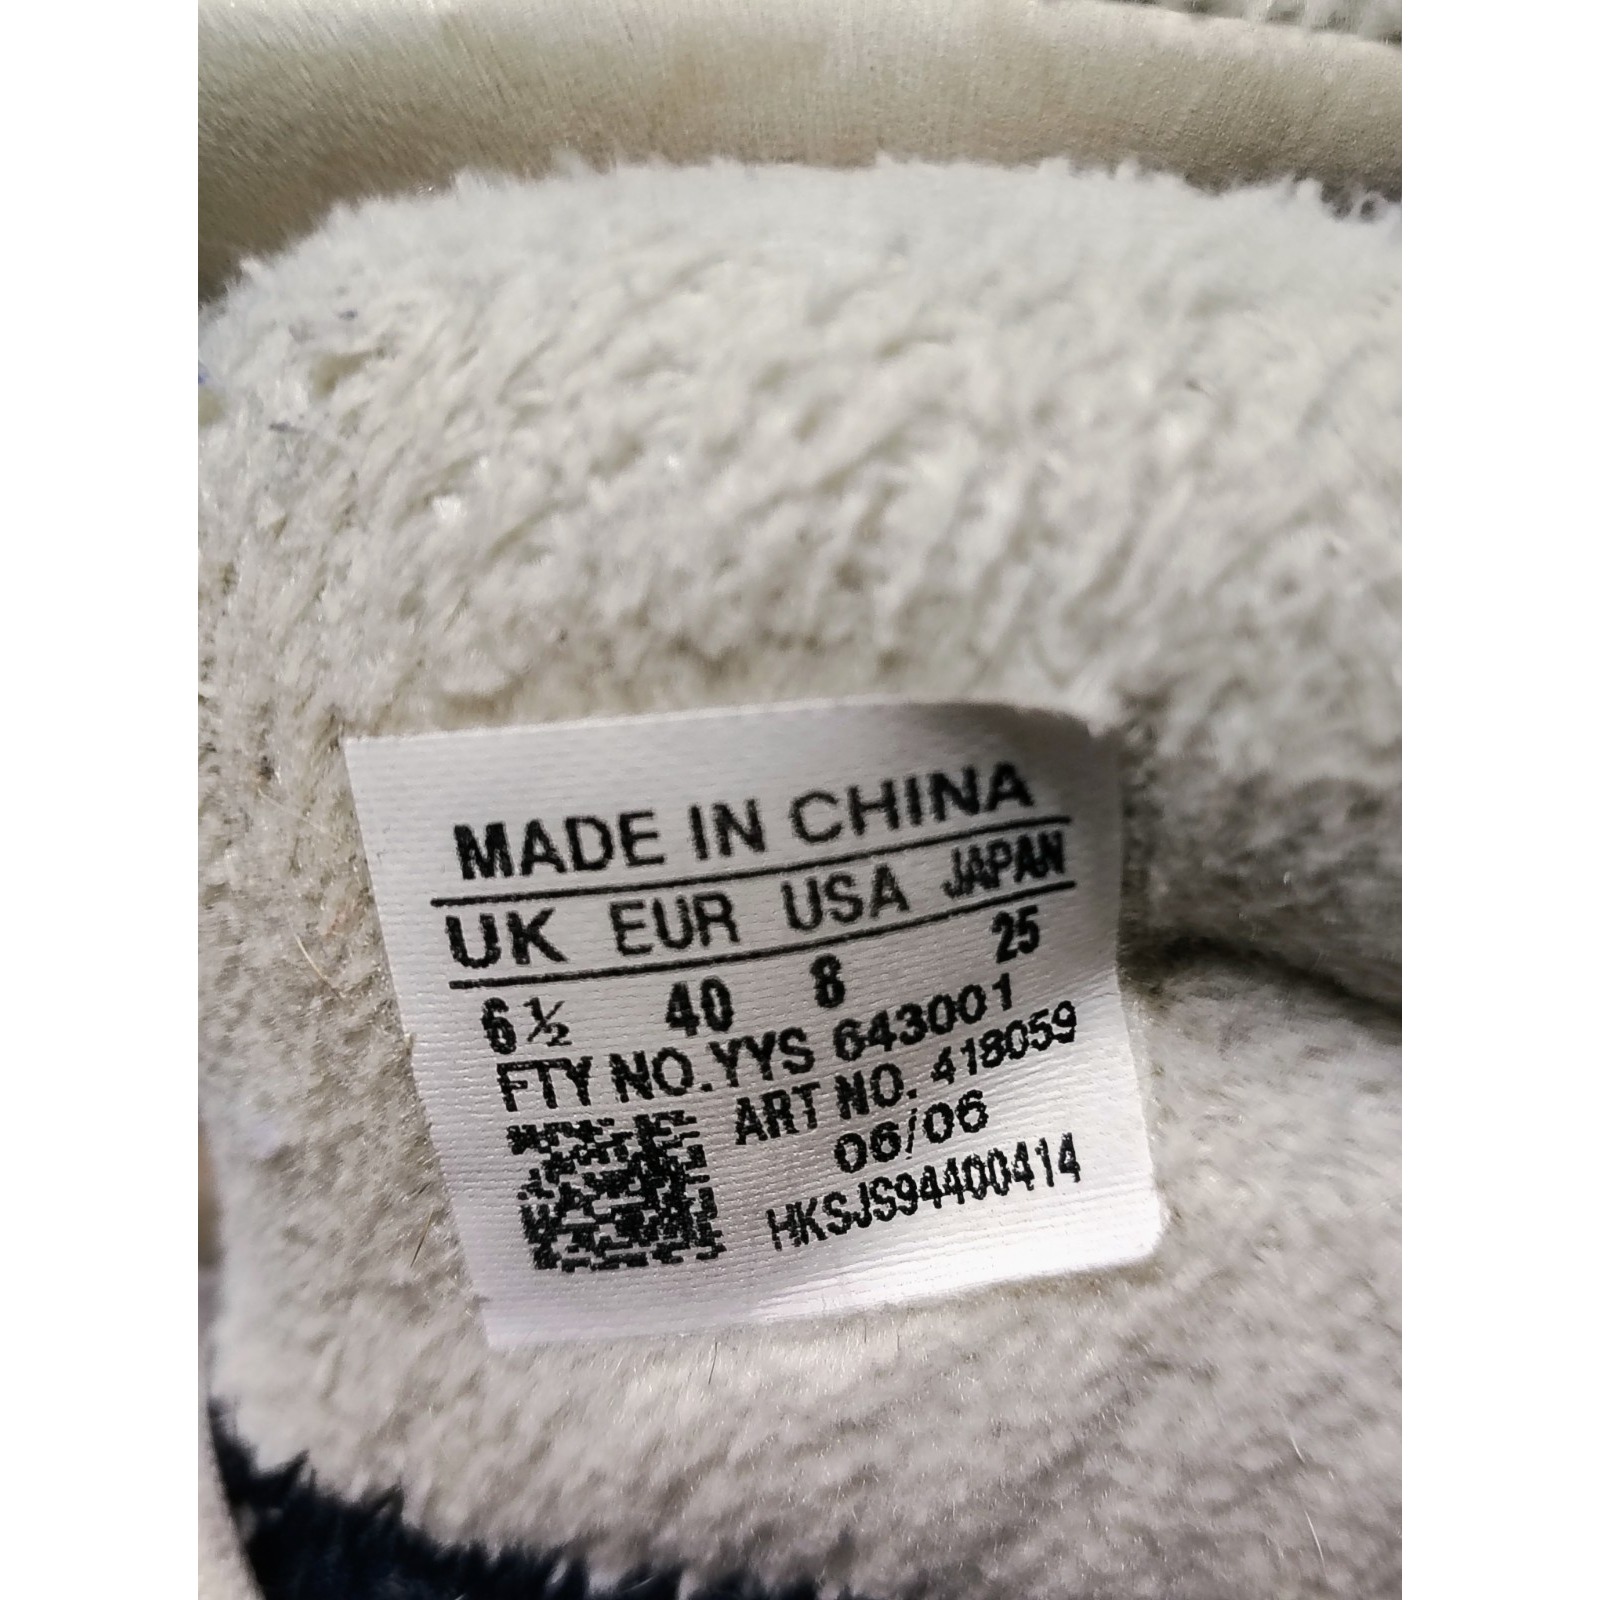 MADE IN CHINA
UK EUR USA JAPAN
6½ 40 8 25
FTY NO.YYS 643001
ART NO. 418059
06/06
HKSJS94400414